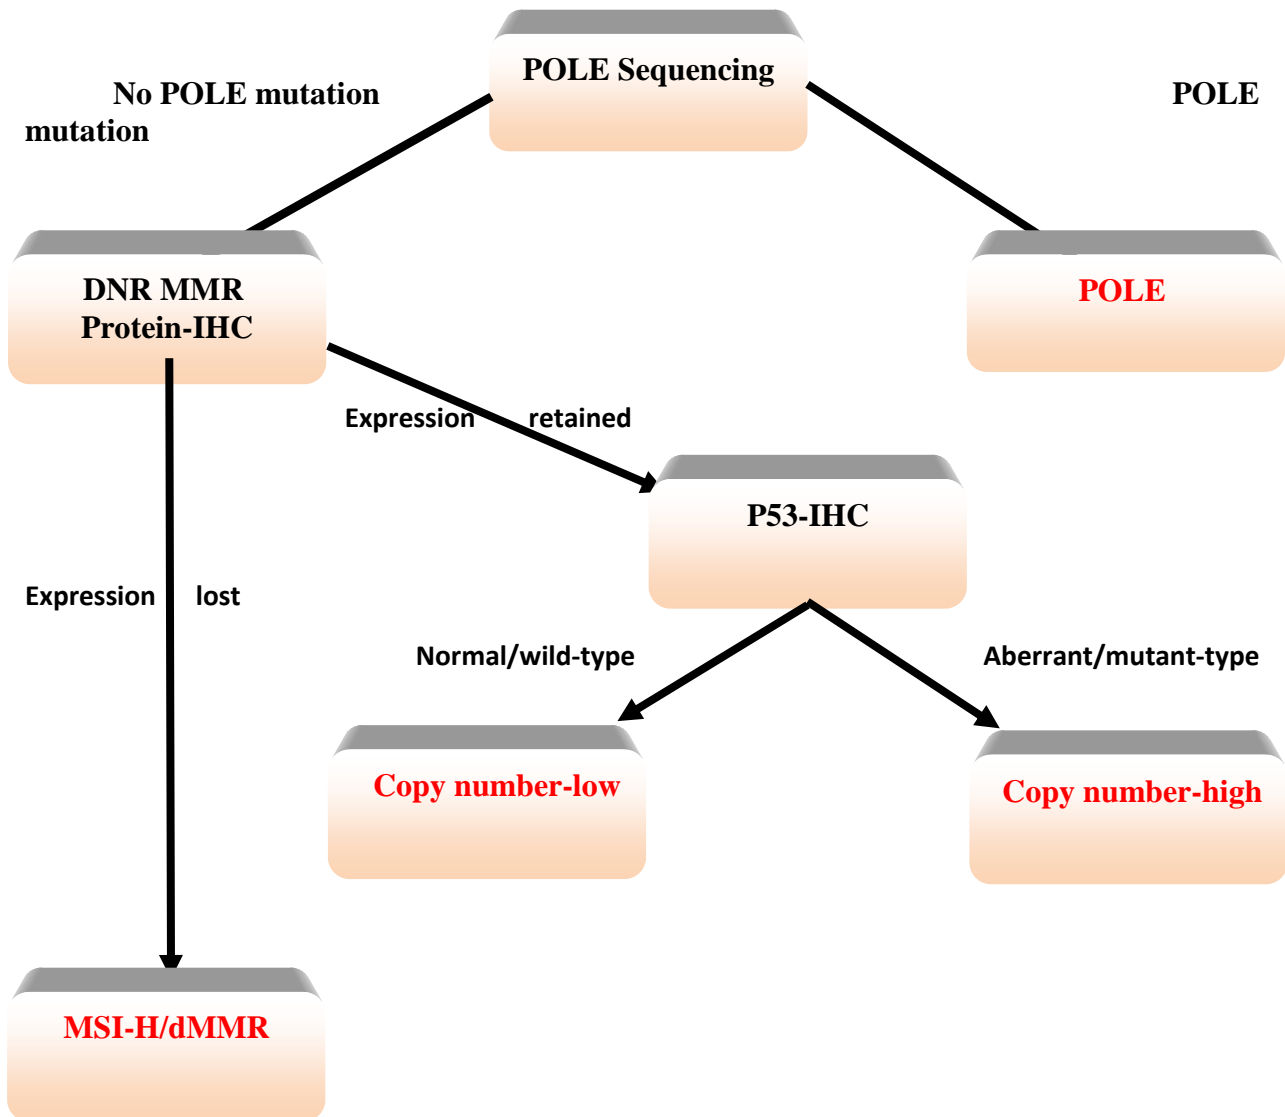 POLE Sequencing
No POLE mutation POLE
mutation
DNR MMR
Protein-IHC
POLE
Expression retained
P53-IHC
Expression lost
Normal/wild-type
Aberrant/mutant-type
Copy number-low
Copy number-high
MSI-H/dMMR